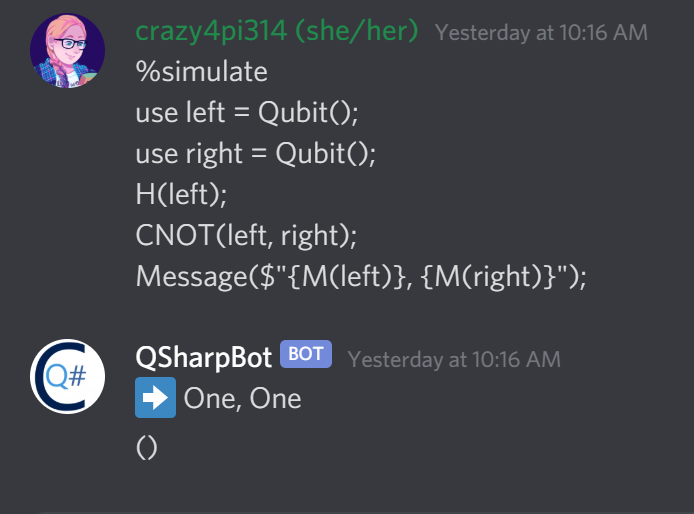 crazy4pi314 (she/her) Yesterday at 10:16 AM
%simulate
use left = Qubit();
use right = Qubit();
H(left);
CNOT(left, right);
Message($"{M(left)}, {M(right)}");
QSharpBot BOT Yesterday at 10:16 AM
Q#
➡ One, One
()